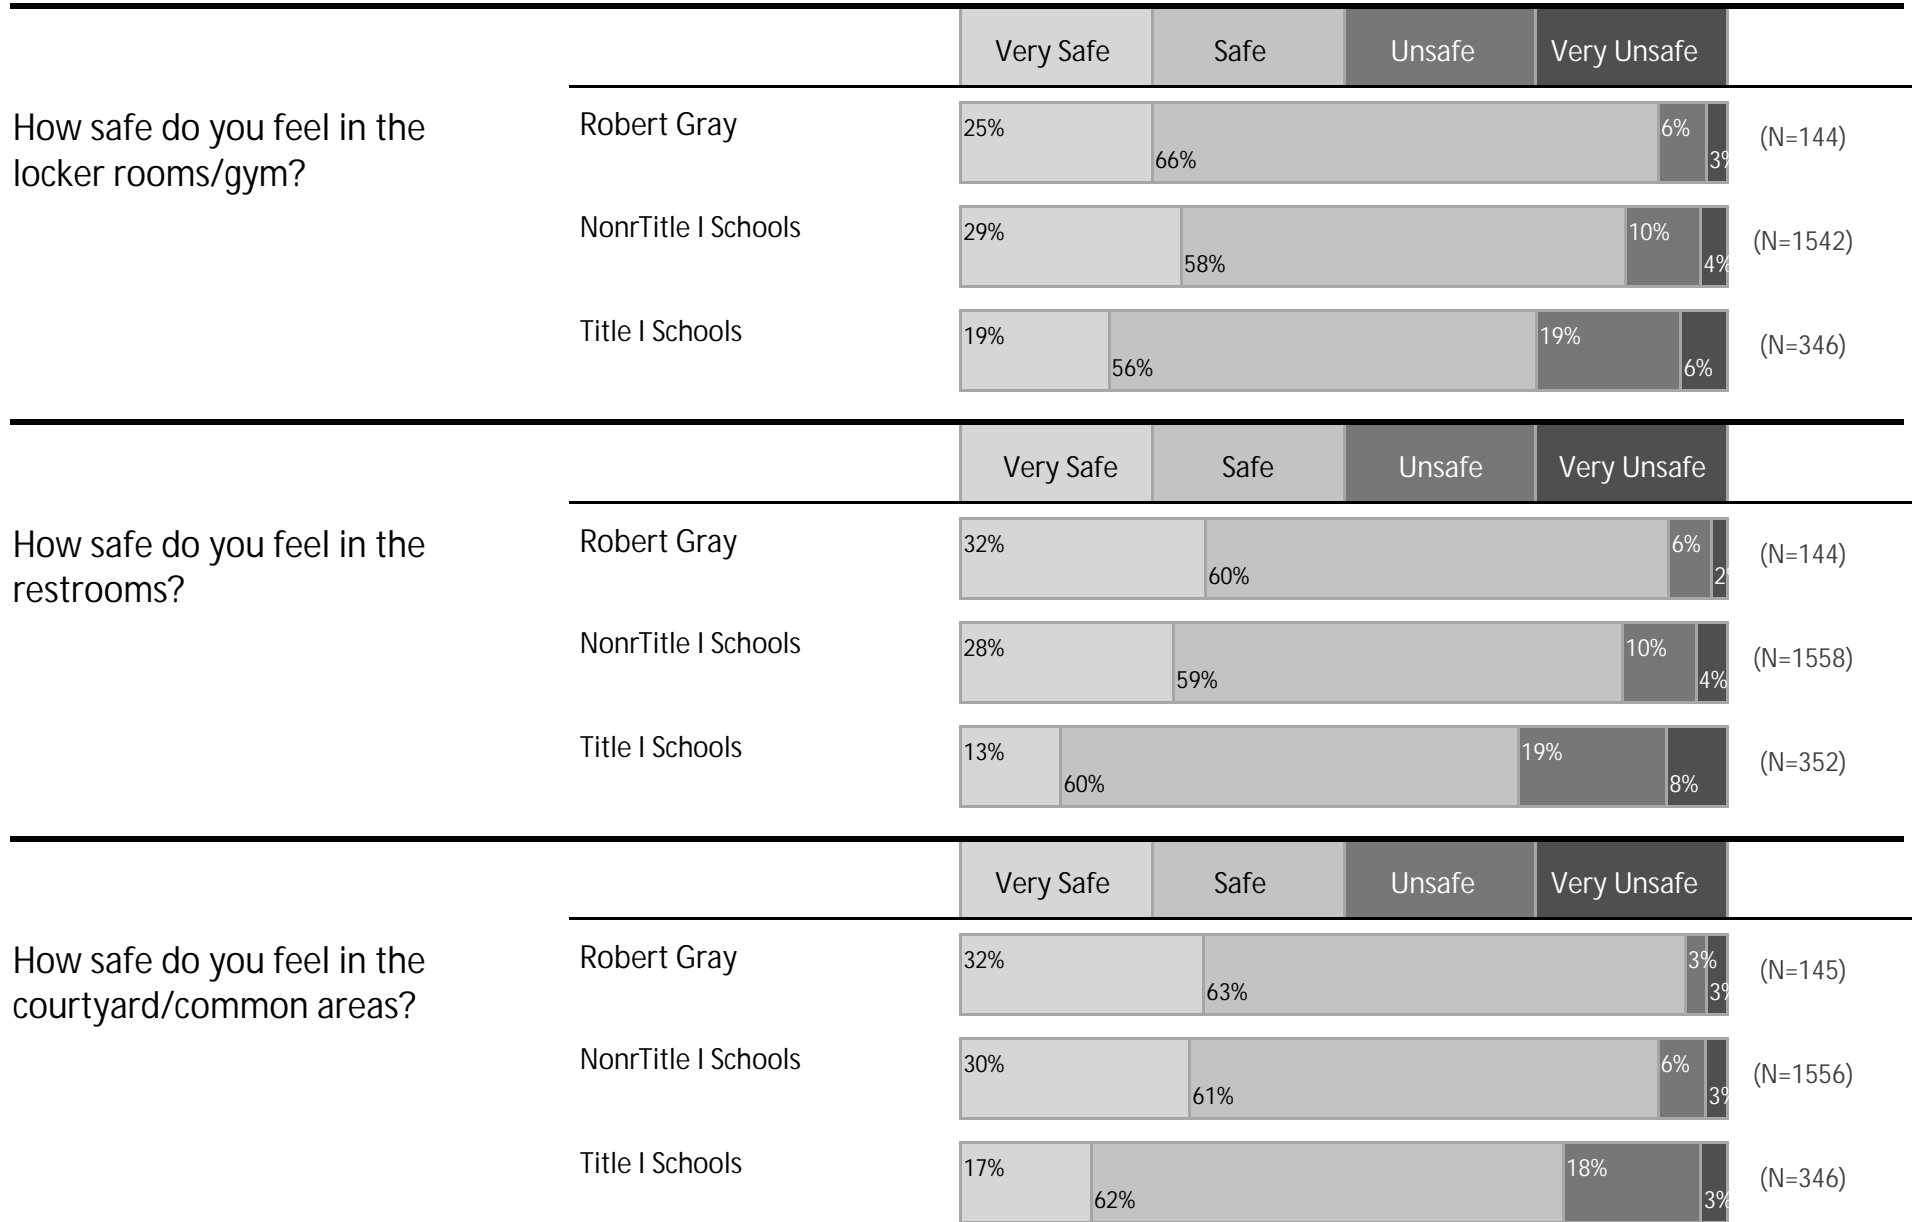 Very Safe Safe Unsafe Very Unsafe
How safe do you feel in the
locker rooms/gym?
Robert Gray 25% 66% 6% 3% (N=144)
NonrTitle I Schools 29% 58% 10% 4% (N=1542)
Title I Schools 19% 56% 19% 6% (N=346)
Very Safe Safe Unsafe Very Unsafe
How safe do you feel in the
restrooms?
Robert Gray 32% 60% 6% 2% (N=144)
NonrTitle I Schools 28% 59% 10% 4% (N=1558)
Title I Schools 13% 60% 19% 8% (N=352)
Very Safe Safe Unsafe Very Unsafe
How safe do you feel in the
courtyard/common areas?
Robert Gray 32% 63% 3% 3% (N=145)
NonrTitle I Schools 30% 61% 6% 3% (N=1556)
Title I Schools 17% 62% 18% 3% (N=346)